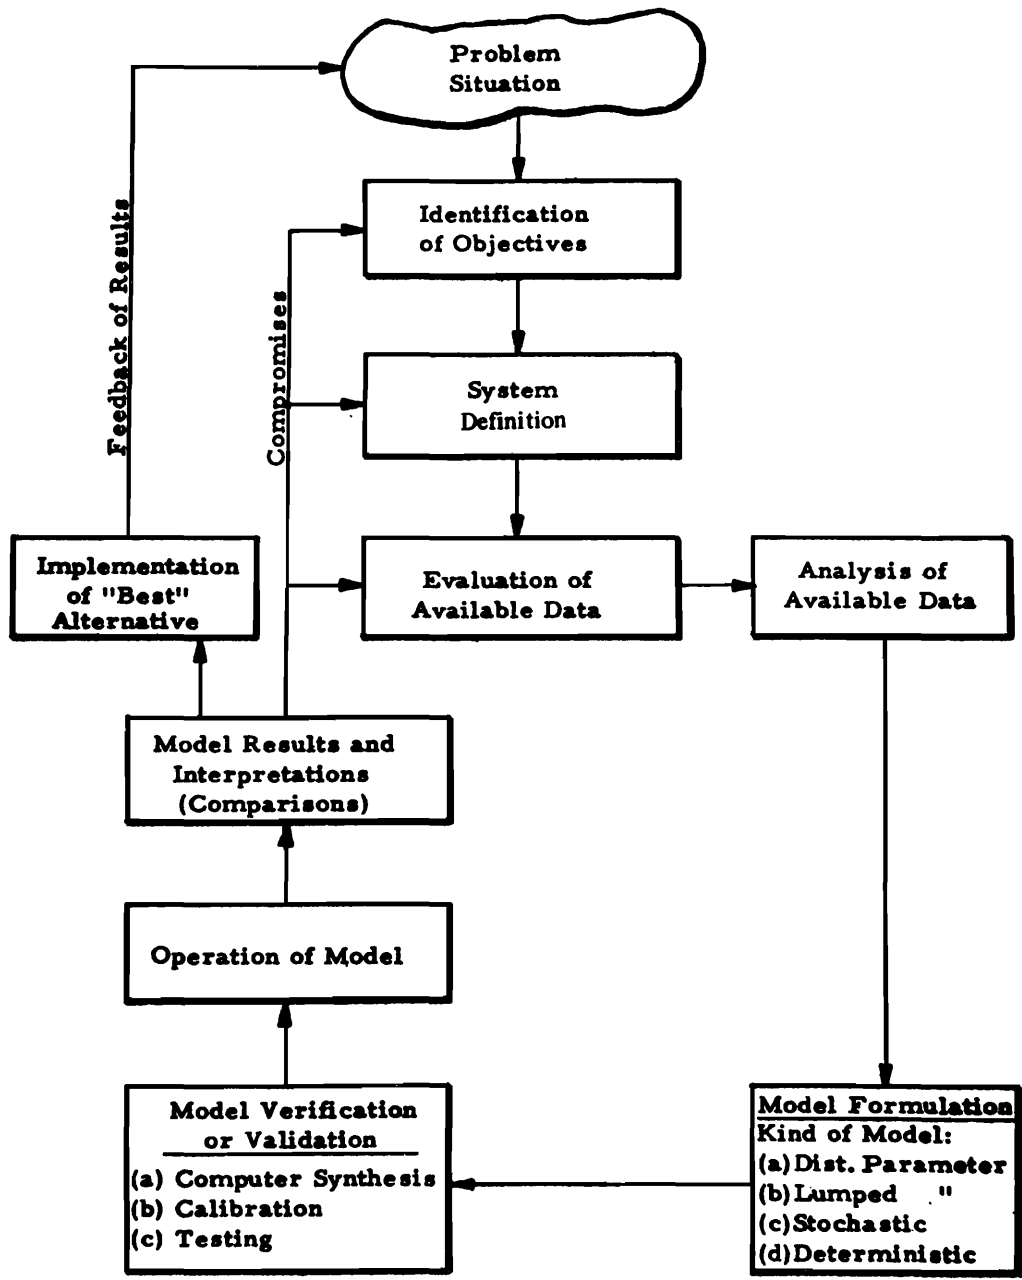 Problem
Situation
Identification
of Objectives
System
Definition
Evaluation of
Available Data
Analysis of
Available Data
Feedback of Results
Compromises
Implementation
of "Best"
Alternative
Model Results and
Interpretations
(Comparisons)
Operation of Model
Model Verification
or Validation
(a) Computer Synthesis
(b) Calibration
(c) Testing
Model Formulation
Kind of Model:
(a) Dist. Parameter
(b) Lumped "
(c) Stochastic
(d) Deterministic